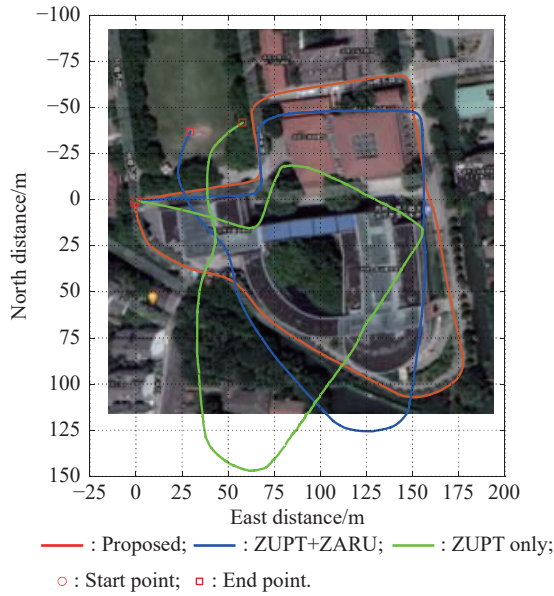 −100
−75
−50
−25
0
25
50
75
100
125
150
North distance/m
−25 0 25 50 75 100 125 150 175 200
East distance/m
: Proposed; : ZUPT+ZARU; : ZUPT only;
: Start point; : End point.